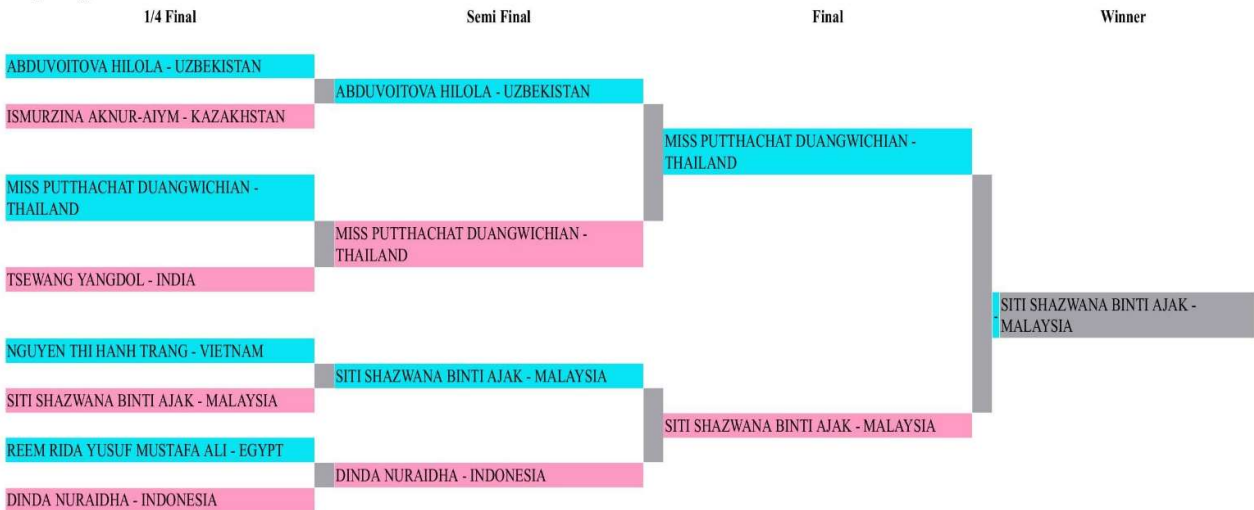 1/4 Final
Semi Final
Final
Winner
ABDUVOITOVA HILOLA - UZBEKISTAN
ISMURZINA AKNUR-AIYM - KAZAKHSTAN
MISS PUTTHACHAT DUANGWICHIAN -
THAILAND
TSEWANG YANGDOL - INDIA
NGUYEN THI HANH TRANG - VIETNAM
SITI SHAZWANA BINTI AJAK - MALAYSIA
REEM RIDA YUSUF MUSTAFA ALI - EGYPT
DINDA NURAIDHA - INDONESIA
ABDUVOITOVA HILOLA - UZBEKISTAN
MISS PUTTHACHAT DUANGWICHIAN -
THAILAND
SITI SHAZWANA BINTI AJAK - MALAYSIA
DINDA NURAIDHA - INDONESIA
MISS PUTTHACHAT DUANGWICHIAN -
THAILAND
SITI SHAZWANA BINTI AJAK - MALAYSIA
-
SITI SHAZWANA BINTI AJAK -
MALAYSIA